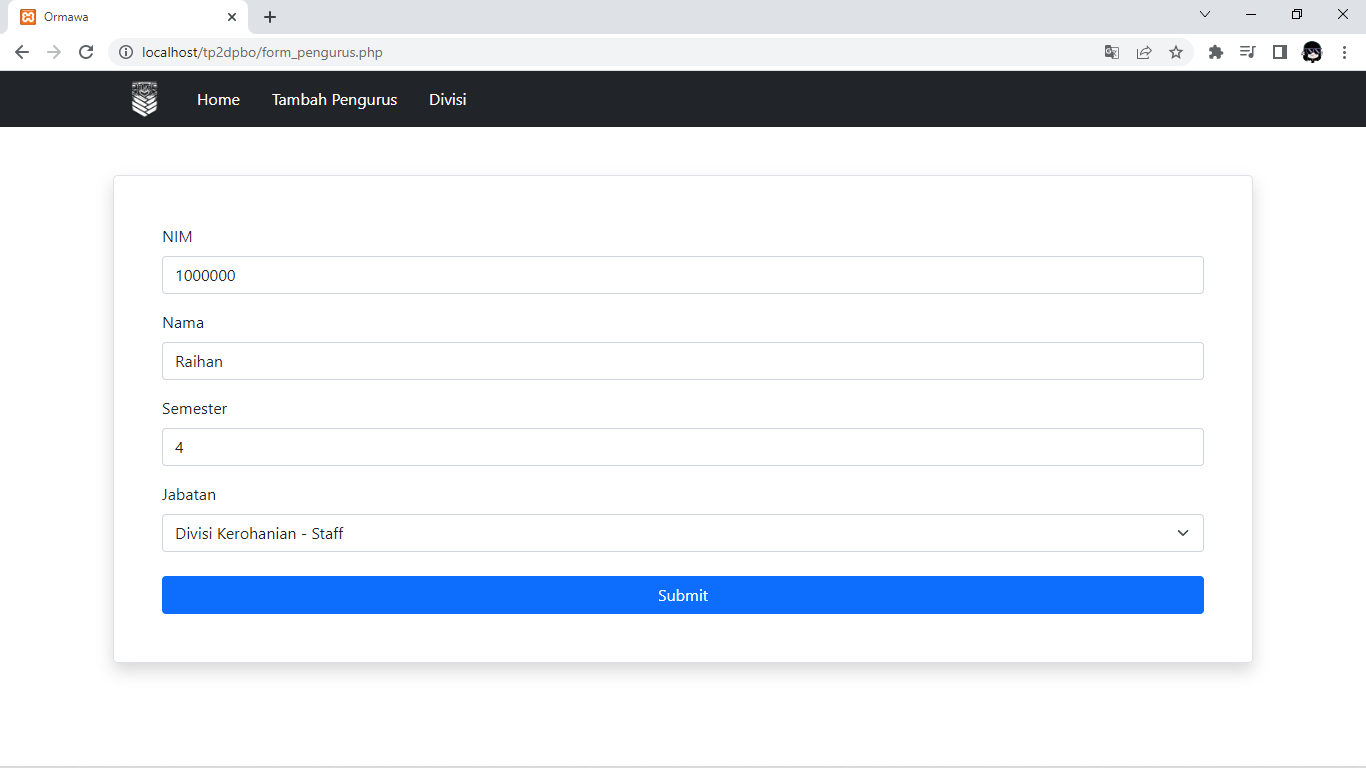 Ormawa
localhost/tp2dpbo/form_pengurus.php
Home Tambah Pengurus Divisi
NIM
1000000
Nama
Raihan
Semester
4
Jabatan
Divisi Kerohanian - Staff
Submit